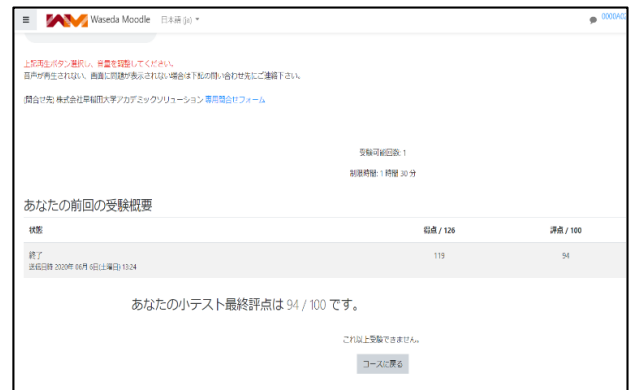 Waseda Moodle 日本語 (ja)
0000A02
上記再生ボタン選択し、音量を調整してください。
音声が再生されない、画面に問題が表示されない場合は下記の問い合わせ先にご連絡下さい。
(問合せ先) 株式会社早稲田大学アカデミックソリューション 専用問合せフォーム
受験可能回数: 1
制限時間: 1 時間 30 分
あなたの前回の受験概要
状態 得点 / 126 評点 / 100
終了 119 94
送信日時 2020年 06月 6日(土曜日) 13:24
あなたの小テスト最終評点は 94 / 100 です。
これ以上受験できません。
コースに戻る